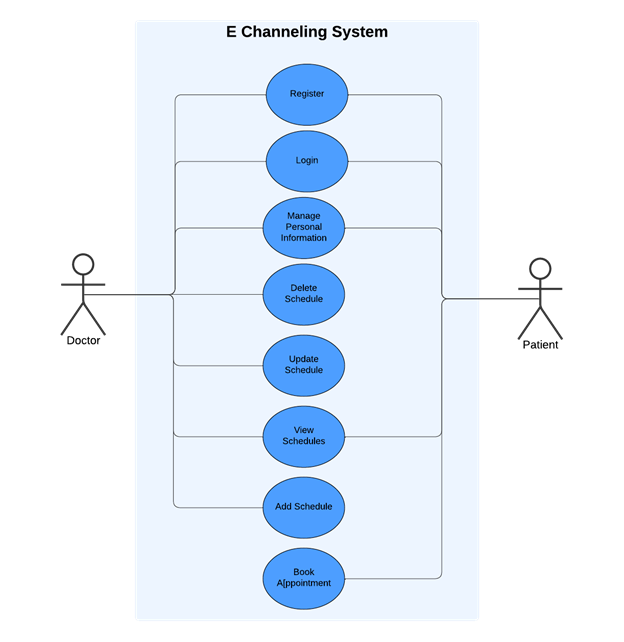 E Channeling System
Register
Login
Manage
Personal
Information
Delete
Schedule
Doctor
Patient
Update
Schedule
View
Schedules
Add Schedule
Book
A[ppointment